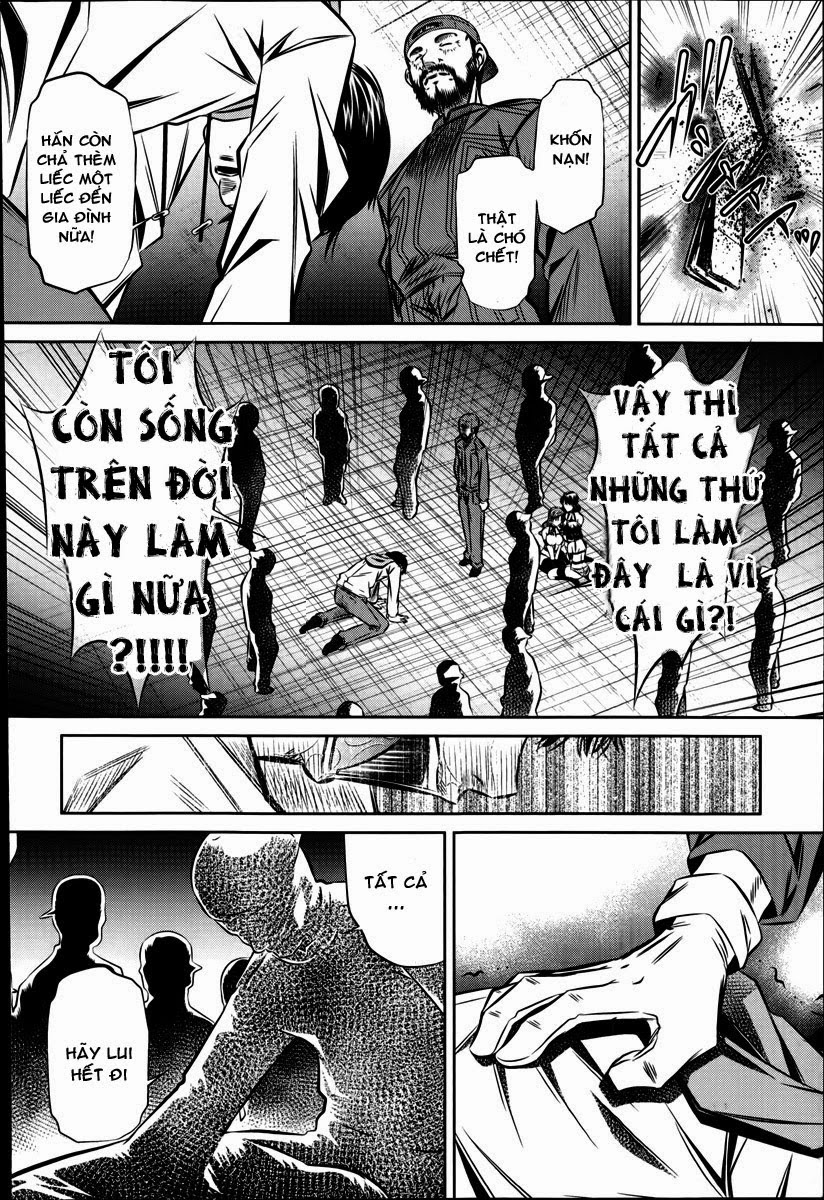 KHỐN
NẠN!
THẬT
LÀ CHÓ
CHẾT!
HẮN CÒN
CHẢ THÈM
LIẾC MỘT
LIẾC ĐẾN
GIA ĐÌNH
NỮA!
VẬY THÌ
TẤT CẢ
NHỮNG THỨ
TÔI LÀM
ĐÂY LÀ VÌ
CÁI GÌ?!
TÔI
CÒN SỐNG
TRÊN ĐỜI
NÀY LÀM
GÌ NỮA
?!!!!
TẤT CẢ
...
HÃY LUI
HẾT ĐI